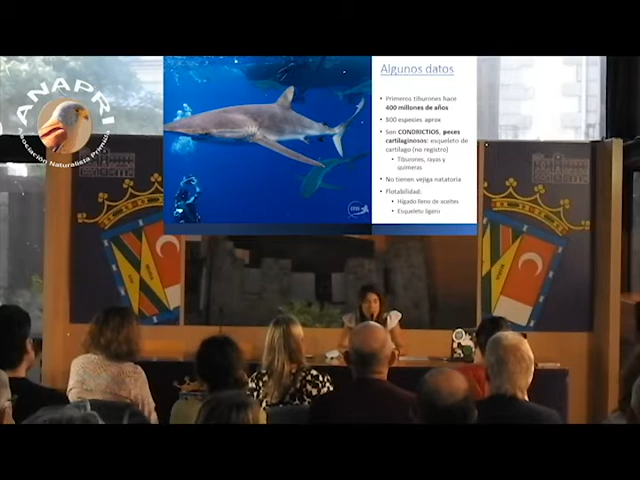 ANAPRI
Asociación Naturalista Primilla
Algunos datos
Primeros tiburones hace
400 millones de años
500 especies aprox
Son CONDRICTIOS, peces
cartilaginosos: esqueleto de
cartílago (no registro)
Tiburones, rayas y
quimeras
No tienen vejiga natatoria
Flotabilidad:
Hígado lleno de aceites
Esqueleto ligero